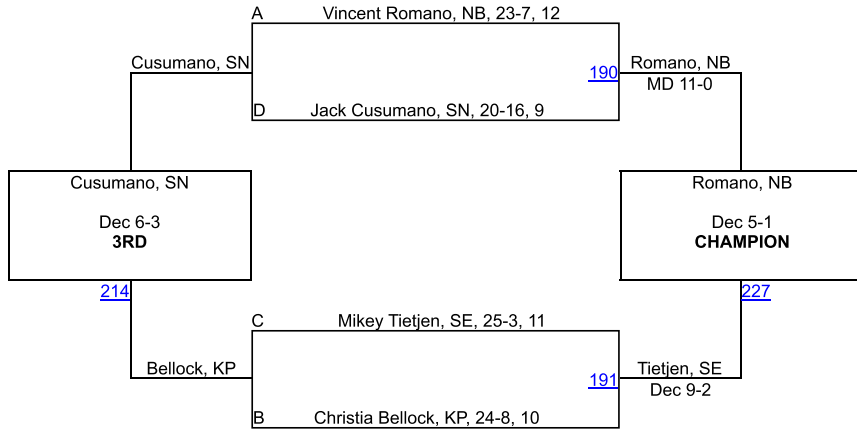 A
Vincent Romano, NB, 23-7, 12
Cusumano, SN
190
Romano, NB
MD 11-0
D
Jack Cusumano, SN, 20-16, 9
Cusumano, SN
Dec 6-3
3RD
Romano, NB
Dec 5-1
CHAMPION
214
227
C
Mikey Tietjen, SE, 25-3, 11
Bellock, KP
191
Tietjen, SE
Dec 9-2
B
Christia Bellock, KP, 24-8, 10